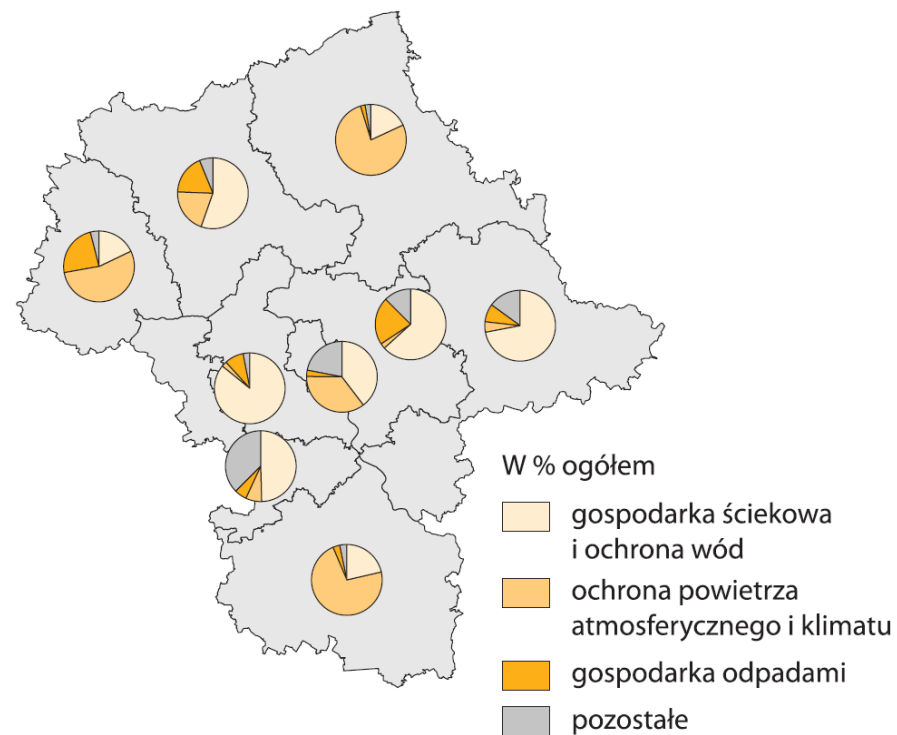 W % ogółem
gospodarka ściekowa
i ochrona wód
ochrona powietrza
atmosferycznego i klimatu
gospodarka odpadami
pozostałe